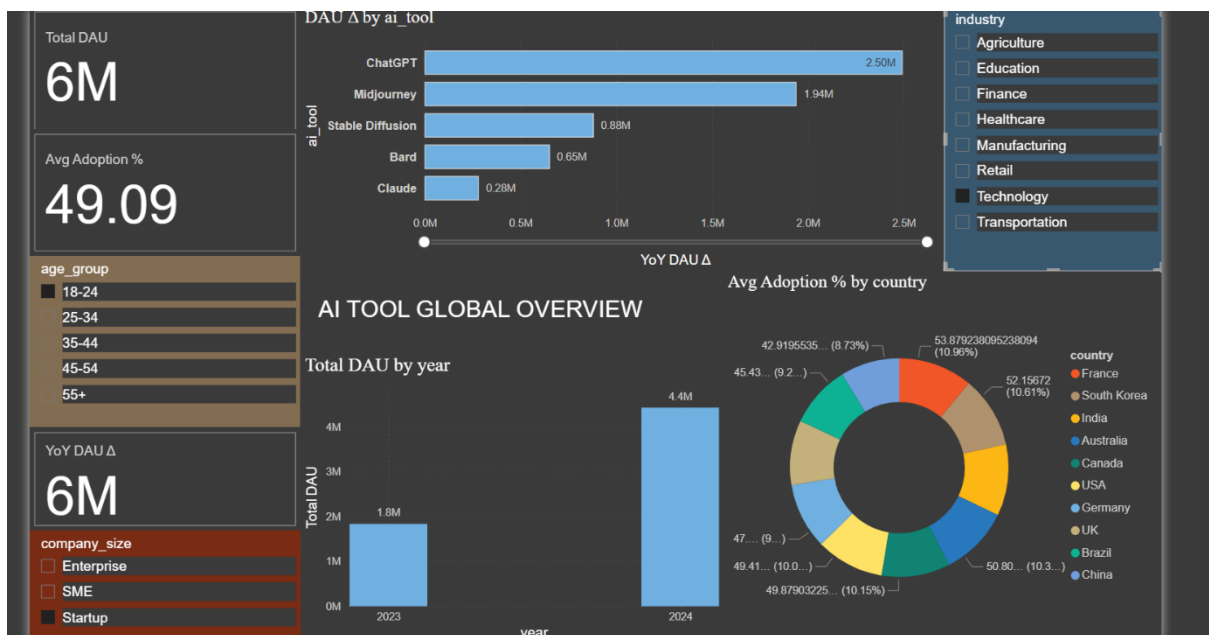 Total DAU
6M
Avg Adoption %
49.09
age_group
18-24
25-34
35-44
45-54
55+
YoY DAU Δ
6M
company_size
Enterprise
SME
Startup
DAU Δ by ai_tool
ai_tool
ChatGPT
2.50M
Midjourney
1.94M
Stable Diffusion
0.88M
Bard
0.65M
Claude
0.28M
0.0M 0.5M 1.0M 1.5M 2.0M 2.5M
YoY DAU Δ
AI TOOL GLOBAL OVERVIEW
Total DAU by year
Total DAU
4M
3M
2M
1M
0M
1.8M
4.4M
2023 2024
year
industry
Agriculture
Education
Finance
Healthcare
Manufacturing
Retail
Technology
Transportation
Avg Adoption % by country
42.9195535... (8.73%)
53.879238095238094
(10.96%)
45.43... (9.2...)
52.15672
(10.61%)
47.... (9...)
49.41... (10.0...)
50.80... (10.3...)
49.87903225... (10.15%)
country
France
South Korea
India
Australia
Canada
USA
Germany
UK
Brazil
China